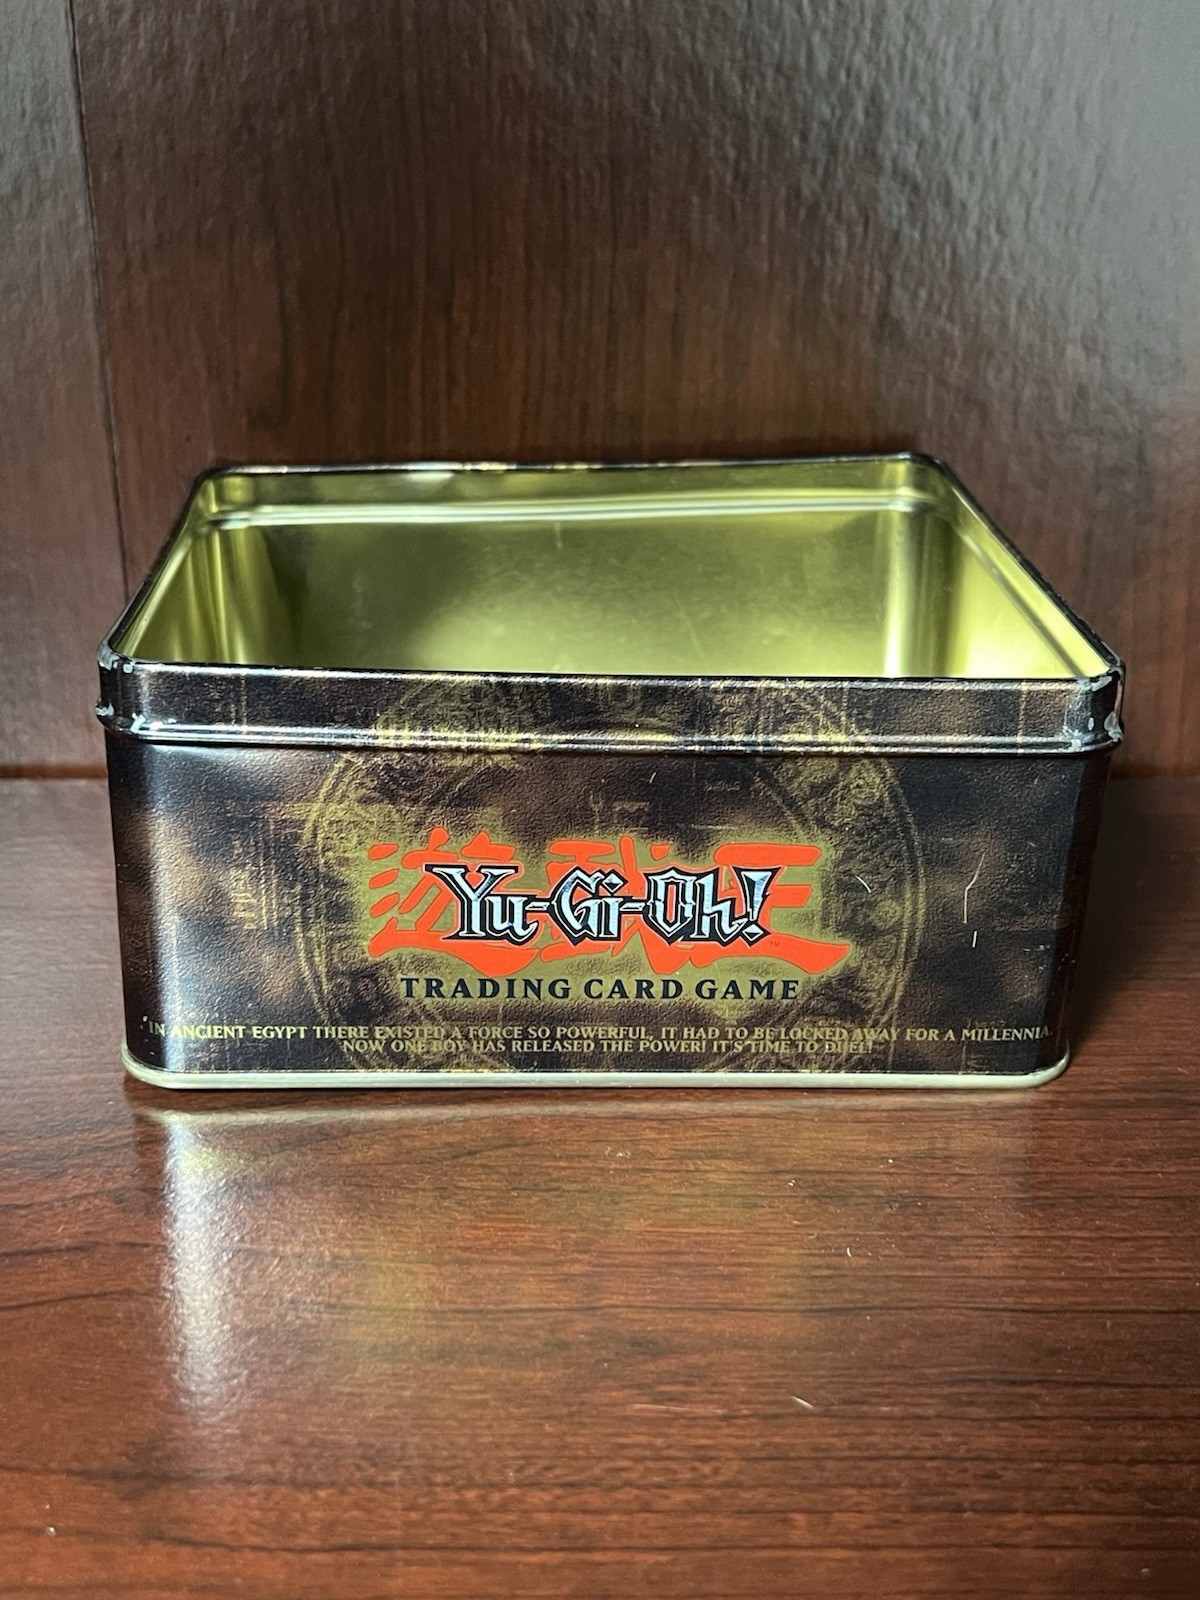 遊戯王
Yu-Gi-Oh!
TM
TRADING CARD GAME
"IN ANCIENT EGYPT THERE EXISTED A FORCE SO POWERFUL, IT HAD TO BE LOCKED AWAY FOR A MILLENNIA.
NOW ONE BOY HAS RELEASED THE POWER! IT'S TIME TO DUEL!"